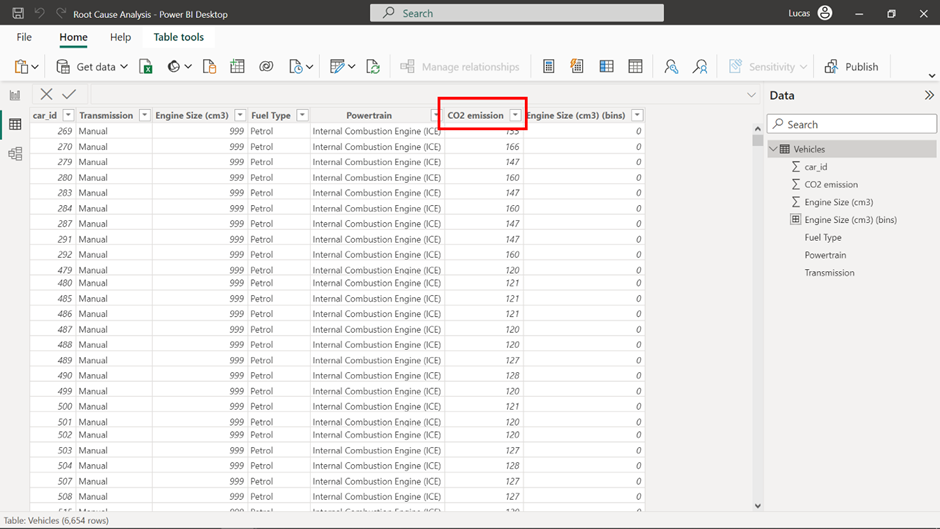 Root Cause Analysis - Power BI Desktop
Search
Lucas
File
Home
Help
Table tools
Get data
Manage relationships
Sensitivity
Publish
Data
Search
Vehicles
car_id
CO2 emission
Engine Size (cm3)
Engine Size (cm3) (bins)
Fuel Type
Powertrain
Transmission
car_id Transmission Engine Size (cm3) Fuel Type Powertrain CO2 emission Engine Size (cm3) (bins)
269 Manual 999 Petrol Internal Combustion Engine (ICE) 0
270 Manual 999 Petrol Internal Combustion Engine (ICE) 166 0
279 Manual 999 Petrol Internal Combustion Engine (ICE) 147 0
280 Manual 999 Petrol Internal Combustion Engine (ICE) 160 0
283 Manual 999 Petrol Internal Combustion Engine (ICE) 147 0
284 Manual 999 Petrol Internal Combustion Engine (ICE) 160 0
287 Manual 999 Petrol Internal Combustion Engine (ICE) 147 0
291 Manual 999 Petrol Internal Combustion Engine (ICE) 147 0
292 Manual 999 Petrol Internal Combustion Engine (ICE) 160 0
479 Manual 999 Petrol Internal Combustion Engine (ICE) 120 0
480 Manual 999 Petrol Internal Combustion Engine (ICE) 121 0
485 Manual 999 Petrol Internal Combustion Engine (ICE) 121 0
486 Manual 999 Petrol Internal Combustion Engine (ICE) 121 0
487 Manual 999 Petrol Internal Combustion Engine (ICE) 120 0
488 Manual 999 Petrol Internal Combustion Engine (ICE) 120 0
489 Manual 999 Petrol Internal Combustion Engine (ICE) 127 0
490 Manual 999 Petrol Internal Combustion Engine (ICE) 128 0
499 Manual 999 Petrol Internal Combustion Engine (ICE) 120 0
500 Manual 999 Petrol Internal Combustion Engine (ICE) 121 0
501 Manual 999 Petrol Internal Combustion Engine (ICE) 120 0
502 Manual 999 Petrol Internal Combustion Engine (ICE) 120 0
503 Manual 999 Petrol Internal Combustion Engine (ICE) 127 0
504 Manual 999 Petrol Internal Combustion Engine (ICE) 128 0
507 Manual 999 Petrol Internal Combustion Engine (ICE) 127 0
508 Manual 999 Petrol Internal Combustion Engine (ICE) 127 0
Table: Vehicles (6,654 rows)